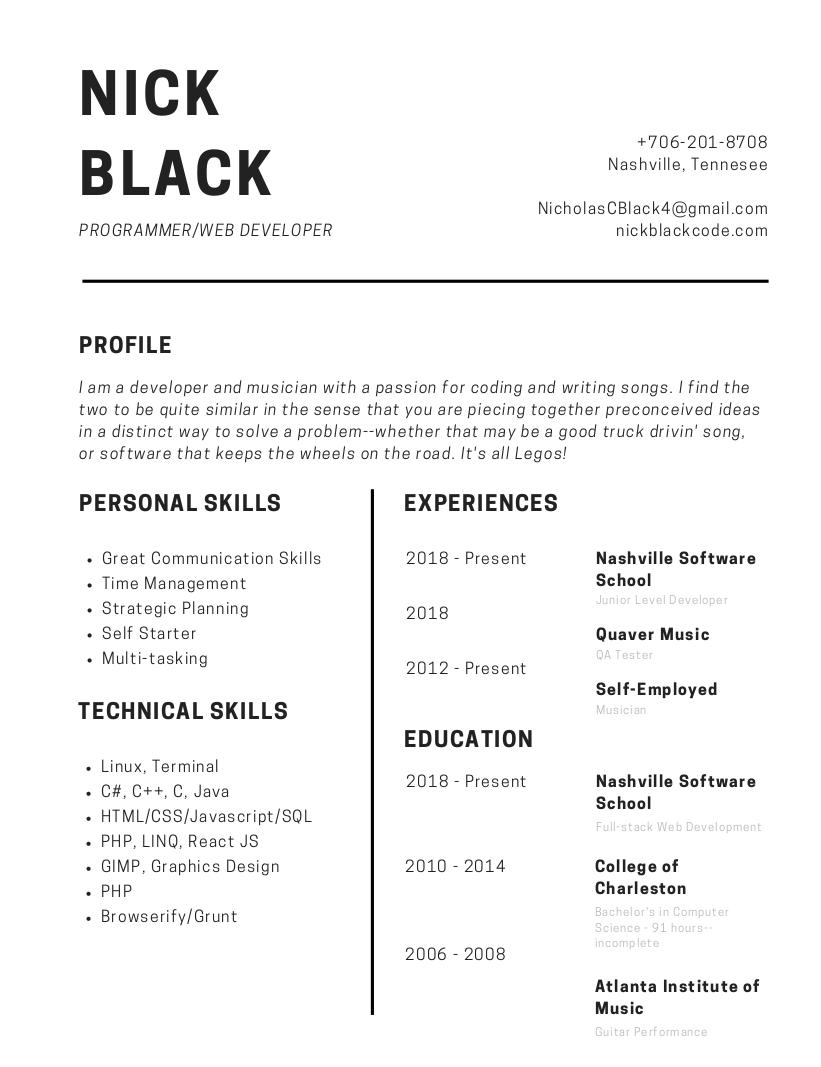 NICK
BLACK
PROGRAMMER/WEB DEVELOPER
+706-201-8708
Nashville, Tennesee
NicholasCBlack4@gmail.com
nickblackcode.com
PROFILE
I am a developer and musician with a passion for coding and writing songs. I find the
two to be quite similar in the sense that you are piecing together preconceived ideas
in a distinct way to solve a problem--whether that may be a good truck drivin' song,
or software that keeps the wheels on the road. It's all Legos!
PERSONAL SKILLS
• Great Communication Skills
• Time Management
• Strategic Planning
• Self Starter
• Multi-tasking
TECHNICAL SKILLS
• Linux, Terminal
• C#, C++, C, Java
• HTML/CSS/Javascript/SQL
• PHP, LINQ, React JS
• GIMP, Graphics Design
• PHP
• Browserify/Grunt
EXPERIENCES
2018 - Present
Nashville Software
School
Junior Level Developer
2018
Quaver Music
QA Tester
2012 - Present
Self-Employed
Musician
EDUCATION
2018 - Present
Nashville Software
School
Full-stack Web Development
2010 - 2014
College of
Charleston
Bachelor's in Computer
Science - 91 hours--
incomplete
2006 - 2008
Atlanta Institute of
Music
Guitar Performance